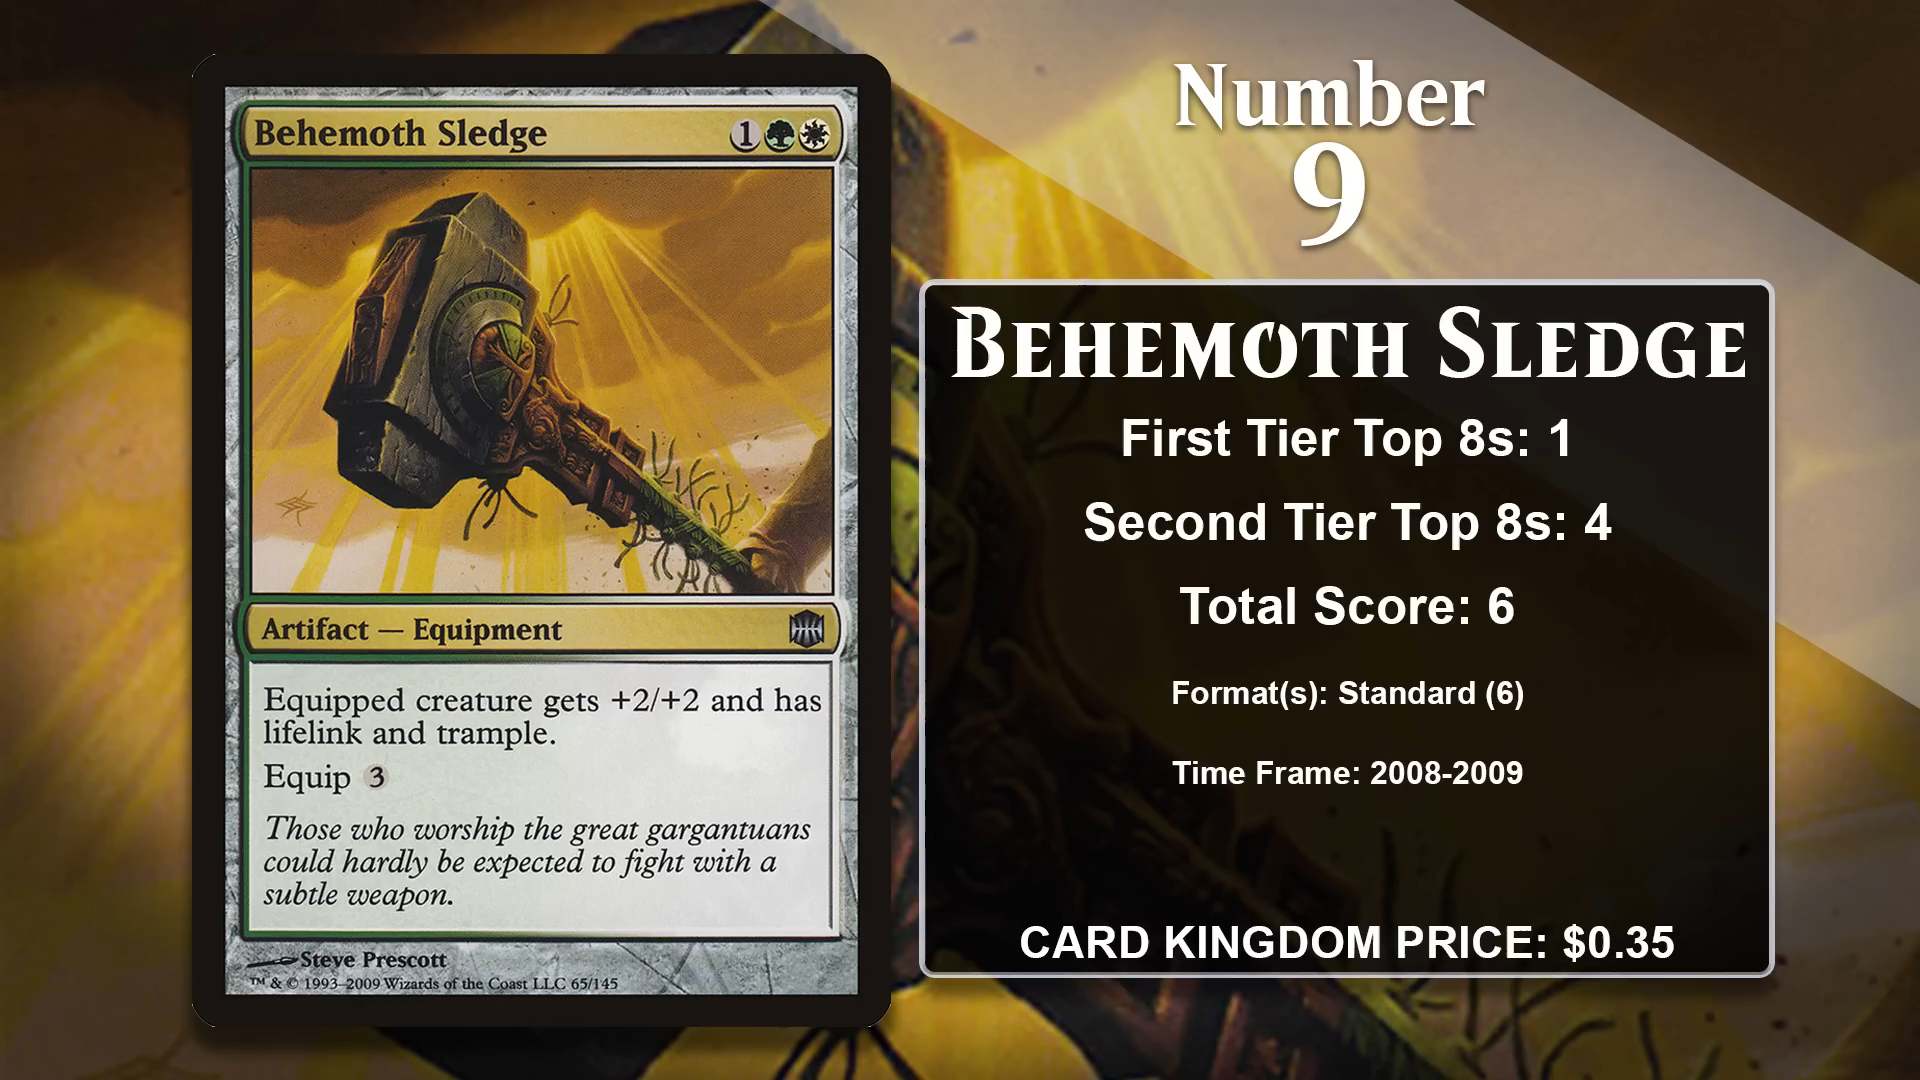 Behemoth Sledge 1
Artifact — Equipment
Equipped creature gets +2/+2 and has
lifelink and trample.
Equip 3
Those who worship the great gargantuans
could hardly be expected to fight with a
subtle weapon.
Steve Prescott
™ & © 1993–2009 Wizards of the Coast LLC 65/145
Number
9
BEHEMOTH SLEDGE
First Tier Top 8s: 1
Second Tier Top 8s: 4
Total Score: 6
Format(s): Standard (6)
Time Frame: 2008-2009
CARD KINGDOM PRICE: $0.35